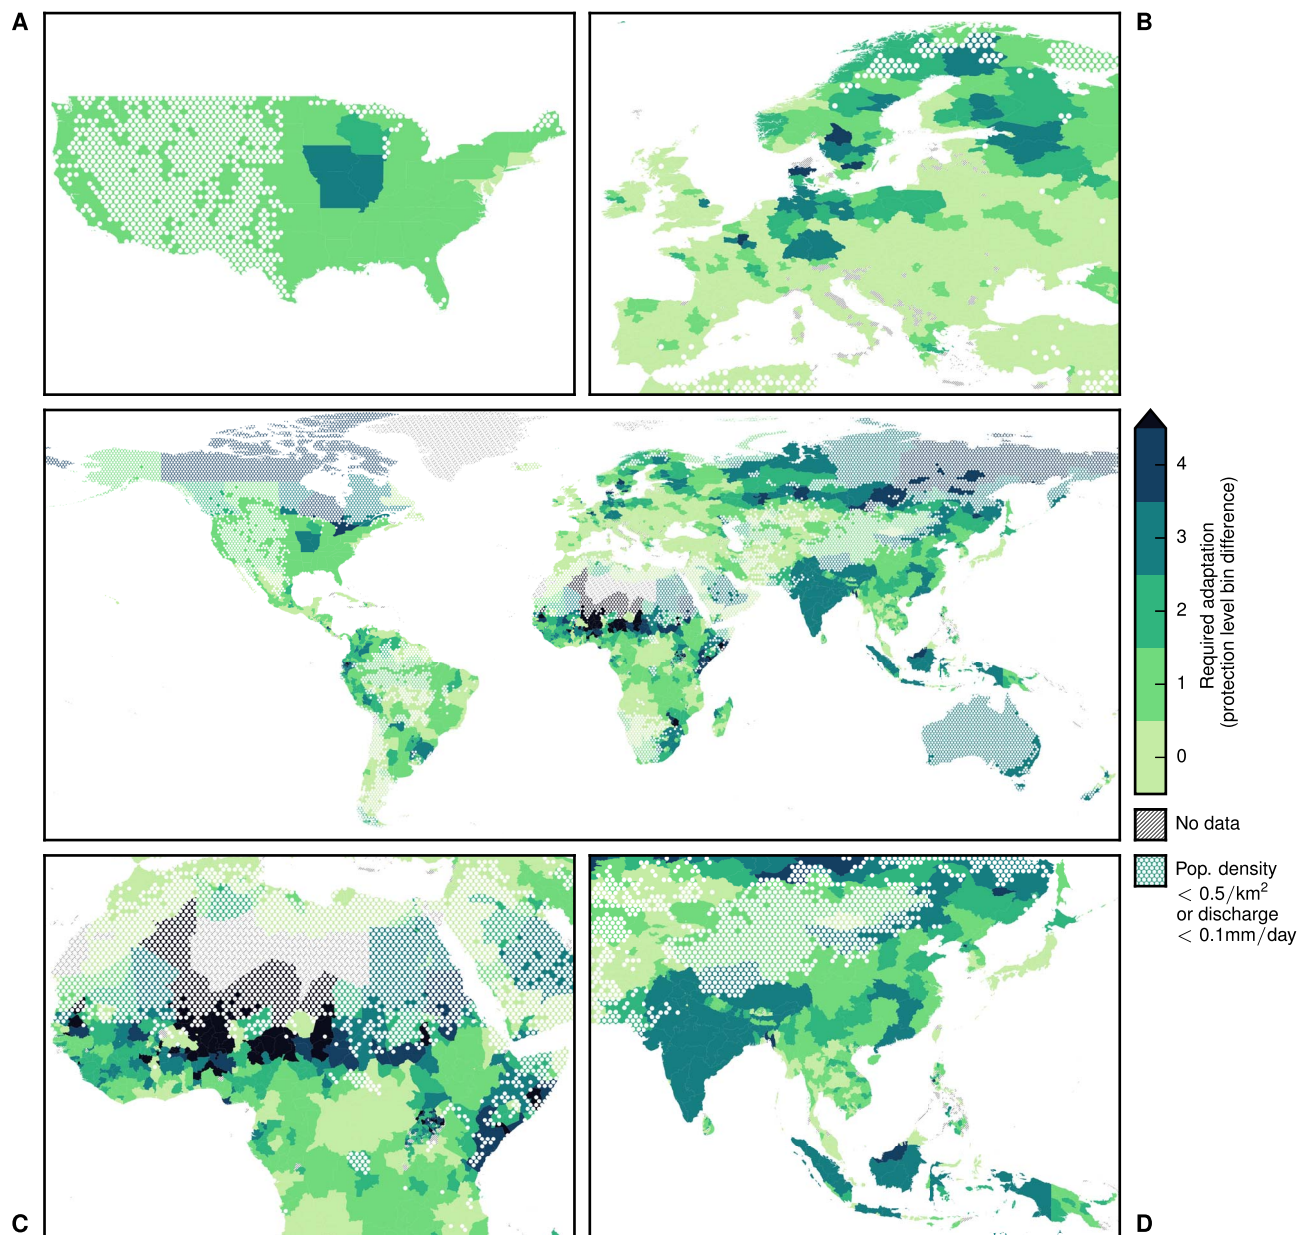 A
B
4
3
2
1
0
Required adaptation
(protection level bin difference)
No data
Pop. density
< 0.5/km²
or discharge
< 0.1mm/day
C
D